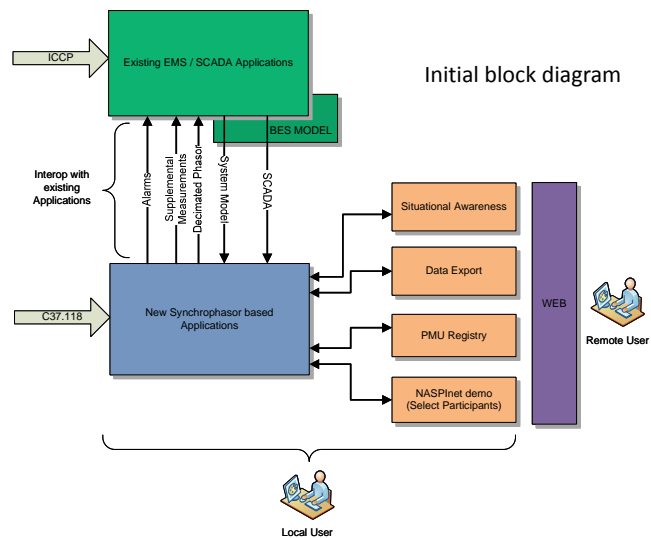 ICCP
Existing EMS / SCADA Applications
Initial block diagram
BES MODEL
Interop with
existing
Applications
Alarms
Supplemental
Measurements
Decimated Phasor
System Model
SCADA
Situational Awareness
Data Export
WEB
C37.118
New Synchrophasor based
Applications
PMU Registry
Remote User
NASPInet demo
(Select Participants)
Local User